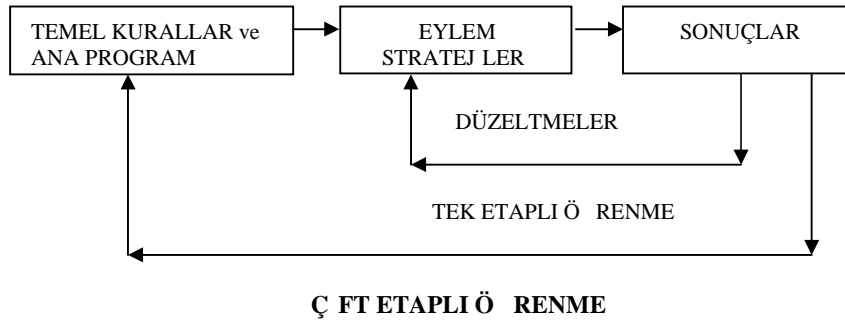 TEMEL KURALLAR ve
ANA PROGRAM
EYLEM
STRATEJ LER
SONUÇLAR
DÜZELTMELER
TEK ETAPLI Ö RENME
Ç FT ETAPLI Ö RENME